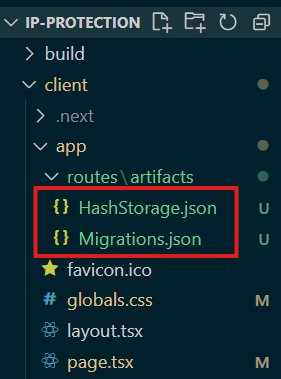 IP-PROTECTION
build
client
.next
app
routes\artifacts
{} HashStorage.json U
{} Migrations.json U
favicon.ico
# globals.css M
layout.tsx
page.tsx M